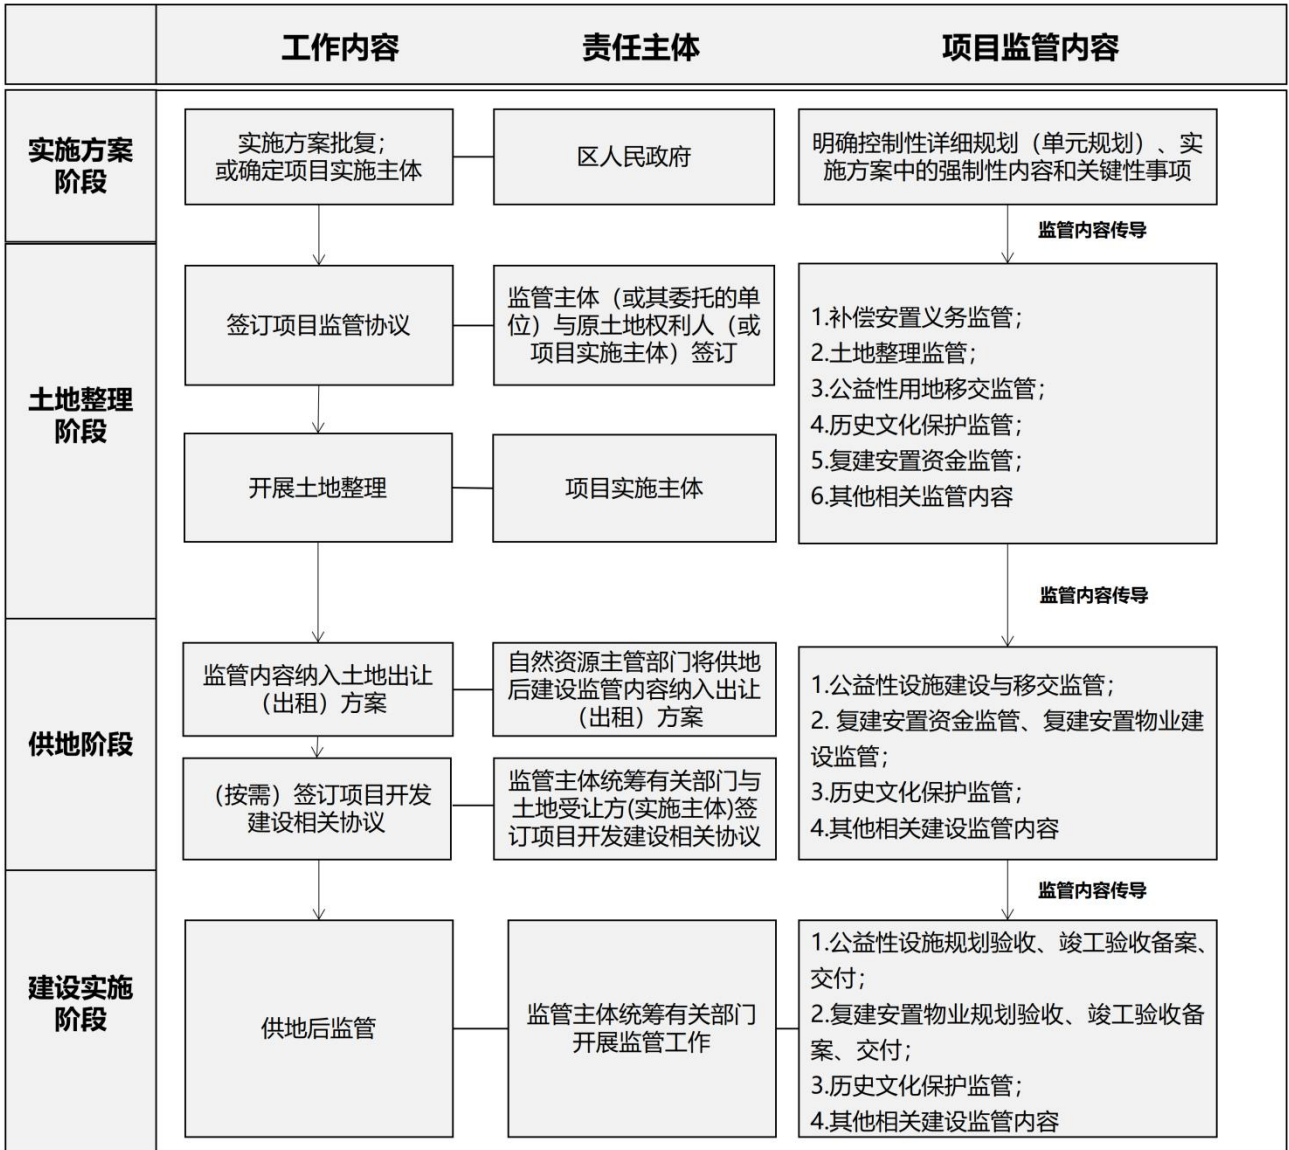 工作内容
责任主体
项目监管内容
实施方案
阶段
实施方案批复；
或确定项目实施主体
区人民政府
明确控制性详细规划（单元规划）、实
施方案中的强制性内容和关键性事项
监管内容传导
土地整理
阶段
签订项目监管协议
监管主体（或其委托的单
位）与原土地权利人（或
项目实施主体）签订
开展土地整理
项目实施主体
1.补偿安置义务监管；
2.土地整理监管；
3.公益性用地移交监管；
4.历史文化保护监管；
5.复建安置资金监管；
6.其他相关监管内容
监管内容传导
供地阶段
监管内容纳入土地出让
（出租）方案
自然资源主管部门将供地
后建设监管内容纳入出让
（出租）方案
（按需）签订项目开发
建设相关协议
监管主体统筹有关部门与
土地受让方(实施主体)签
订项目开发建设相关协议
1.公益性设施建设与移交监管；
2. 复建安置资金监管、复建安置物业建
设监管；
3.历史文化保护监管；
4.其他相关建设监管内容
监管内容传导
建设实施
阶段
供地后监管
监管主体统筹有关部门
开展监管工作
1.公益性设施规划验收、竣工验收备案、
交付；
2.复建安置物业规划验收、竣工验收备
案、交付；
3.历史文化保护监管；
4.其他相关建设监管内容